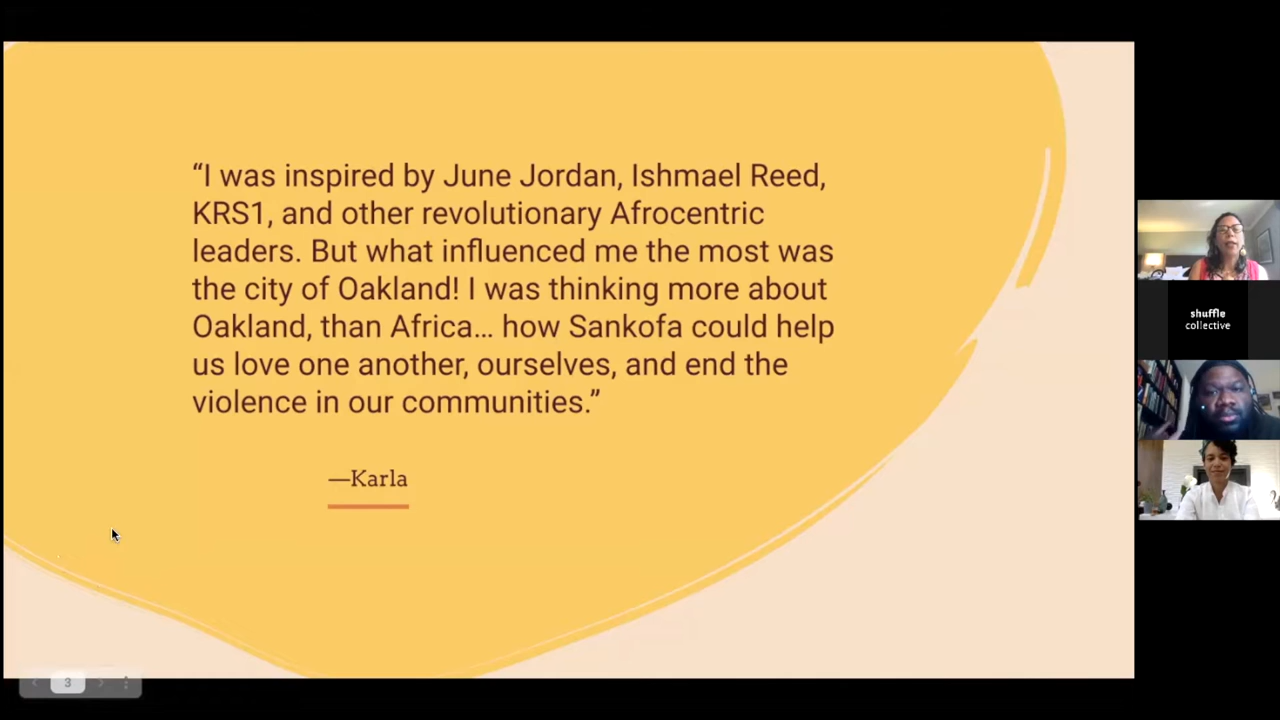 “I was inspired by June Jordan, Ishmael Reed,
KRS1, and other revolutionary Afrocentric
leaders. But what influenced me the most was
the city of Oakland! I was thinking more about
Oakland, than Africa… how Sankofa could help
us love one another, ourselves, and end the
violence in our communities.”
—Karla
shuffle
collective
3